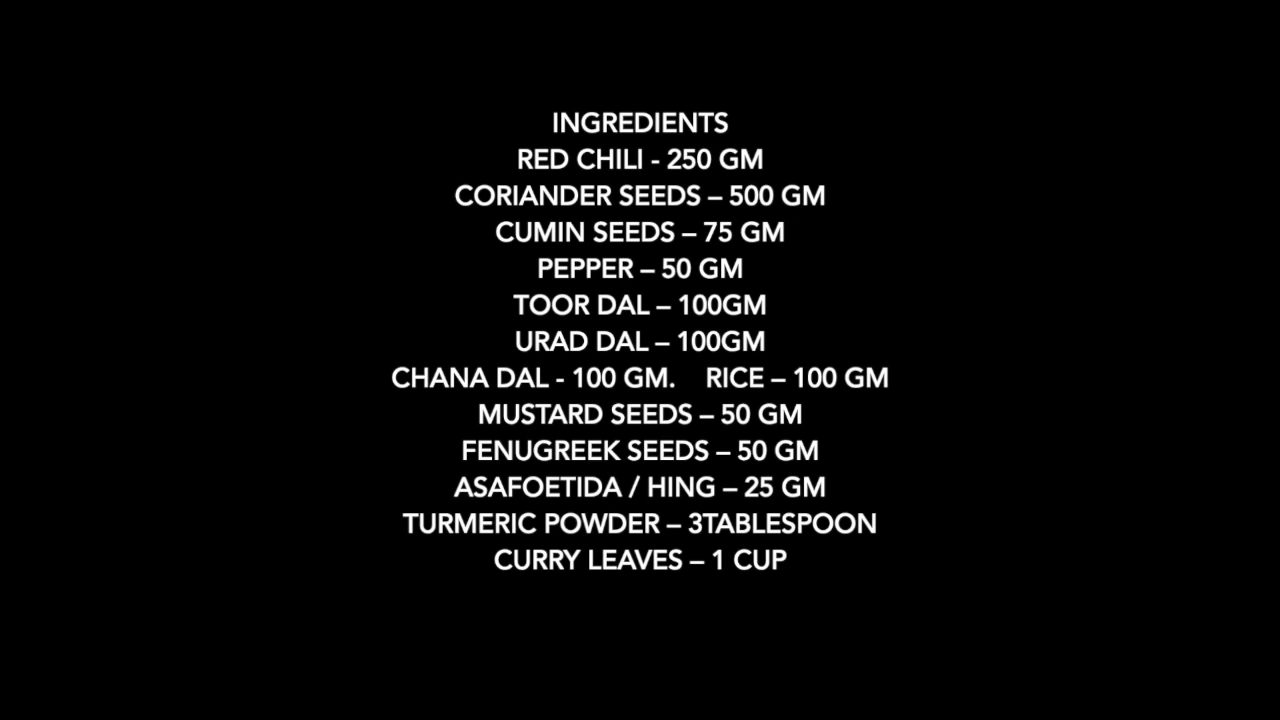 INGREDIENTS
RED CHILI - 250 GM
CORIANDER SEEDS – 500 GM
CUMIN SEEDS – 75 GM
PEPPER – 50 GM
TOOR DAL – 100GM
URAD DAL – 100GM
CHANA DAL - 100 GM.    RICE – 100 GM
MUSTARD SEEDS – 50 GM
FENUGREEK SEEDS – 50 GM
ASAFOETIDA / HING – 25 GM
TURMERIC POWDER – 3TABLESPOON
CURRY LEAVES – 1 CUP